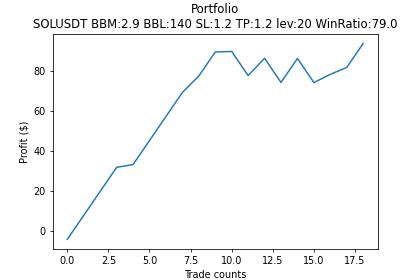 Portfolio
SOLUSDT BBM:2.9 BBL:140 SL:1.2 TP:1.2 lev:20 WinRatio:79.0
80
60
40
20
0
Profit ($)
0.0 2.5 5.0 7.5 10.0 12.5 15.0 17.5
Trade counts